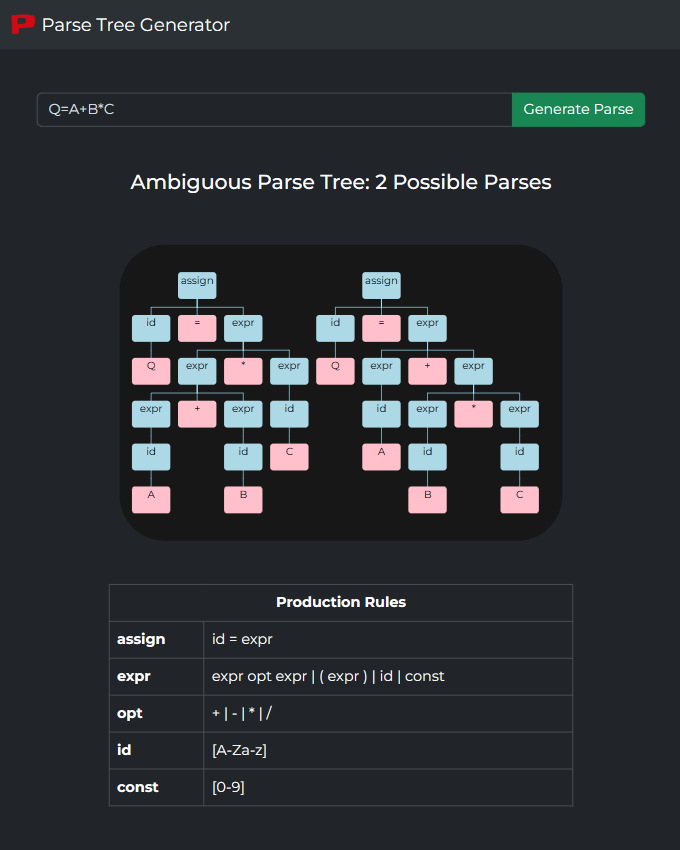 P Parse Tree Generator
Q=A+B*C Generate Parse
Ambiguous Parse Tree: 2 Possible Parses
assign assign
id = expr id = expr
Q expr * expr Q expr + expr
expr + expr id id expr * expr
id id C A id id
A B B C
Production Rules
assign id = expr
expr expr opt expr | ( expr ) | id | const
opt + | - | * | /
id [A-Za-z]
const [0-9]